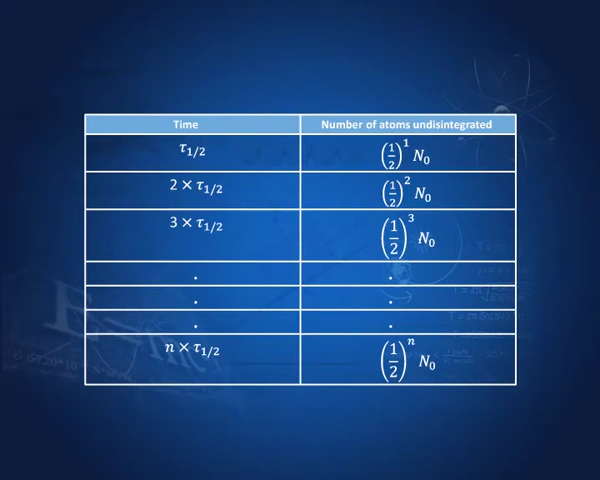 Time Number of atoms undisintegrated
τ₁/₂ (1/2)¹ N₀
2 × τ₁/₂ (1/2)² N₀
3 × τ₁/₂ (1/2)³ N₀
. .
. .
. .
n × τ₁/₂ (1/2)ⁿ N₀